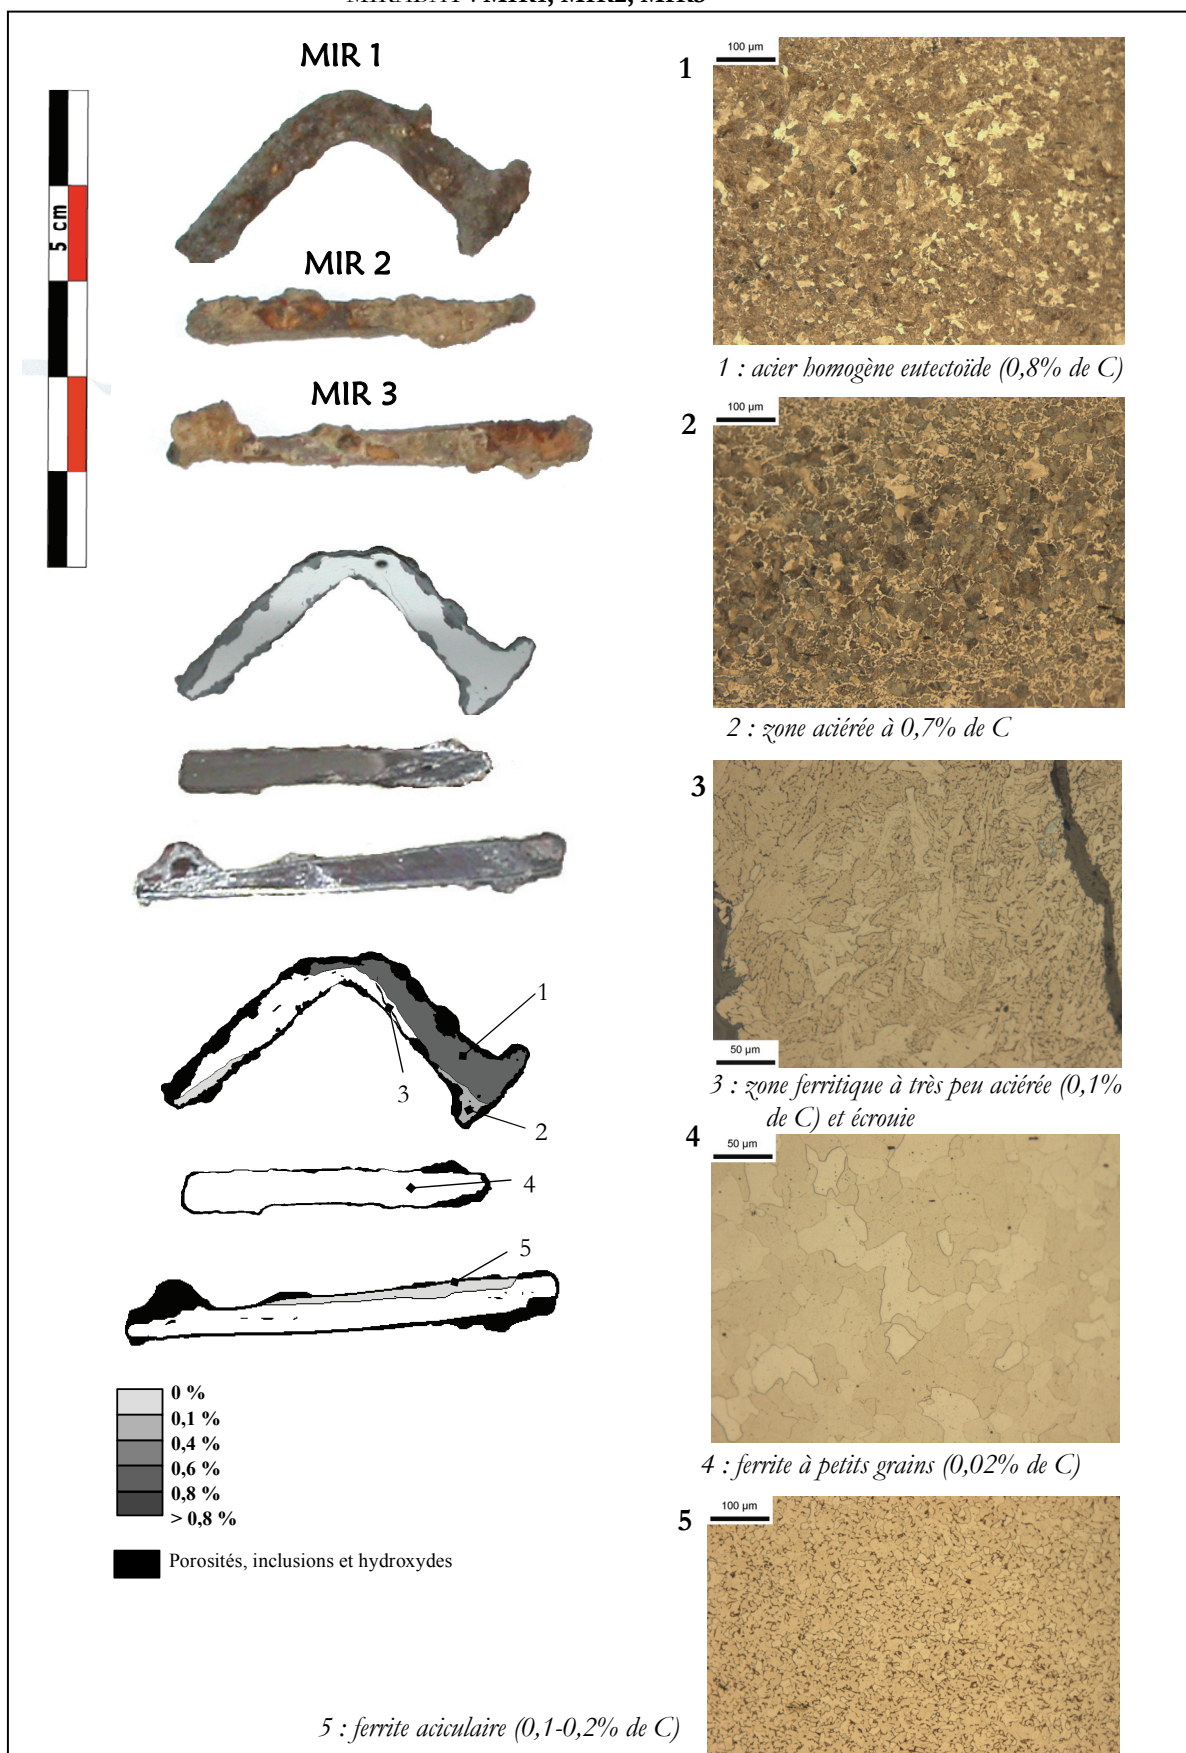 MIRABAT : MIR1, MIR2, MIR3
MIR 1
5 cm
MIR 2
MIR 3
1
3
2
4
5
0 %
0,1 %
0,4 %
0,6 %
0,8 %
> 0,8 %
Porosités, inclusions et hydroxydes
1
100 µm
1 : acier homogène eutectoïde (0,8% de C)
2
100 µm
2 : zone aciérée à 0,7% de C
3
50 µm
3 : zone ferritique à très peu aciérée (0,1%
de C) et écrouie
4
50 µm
4 : ferrite à petits grains (0,02% de C)
5
100 µm
5 : ferrite aciculaire (0,1-0,2% de C)